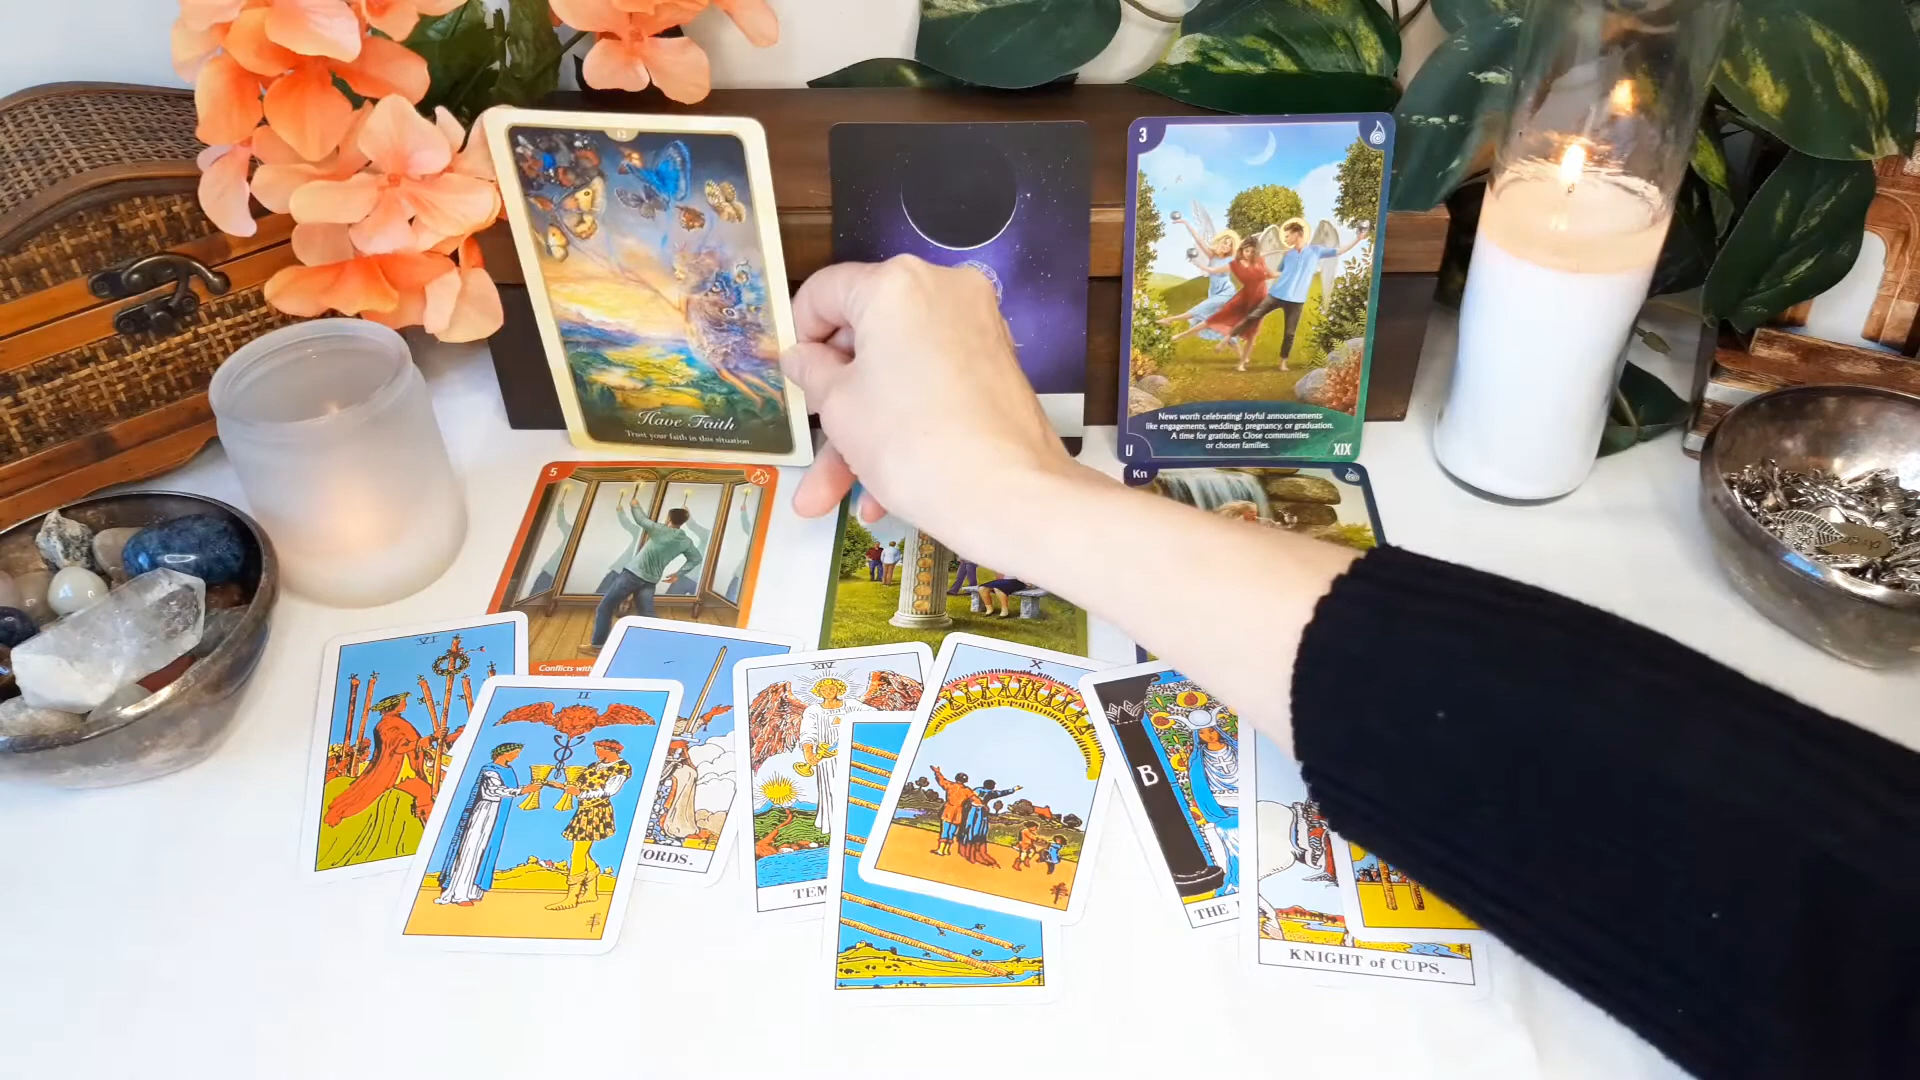 12
Have Faith
Trust your faith in this situation.
3
News worth celebrating! Joyful announcements
like engagements, weddings, pregnancy, or graduation.
A time for gratitude. Close communities
or chosen families.
U
XIX
5
Conflicts with
Kn
VI
II
ORDS.
XIV
TEM
X
B
THE
KNIGHT of CUPS.